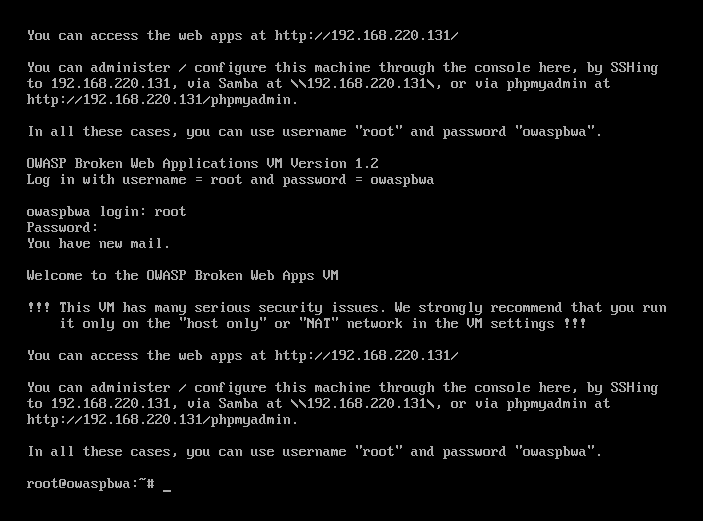 You can access the web apps at http://192.168.220.131/
You can administer / configure this machine through the console here, by SSHing
to 192.168.220.131, via Samba at \\192.168.220.131\, or via phpmyadmin at
http://192.168.220.131/phpmyadmin.
In all these cases, you can use username "root" and password "owaspbwa".
OWASP Broken Web Applications VM Version 1.2
Log in with username = root and password = owaspbwa
owaspbwa login: root
Password:
You have new mail.
Welcome to the OWASP Broken Web Apps VM
!!! This VM has many serious security issues. We strongly recommend that you run
it only on the "host only" or "NAT" network in the VM settings !!!
You can access the web apps at http://192.168.220.131/
You can administer / configure this machine through the console here, by SSHing
to 192.168.220.131, via Samba at \\192.168.220.131\, or via phpmyadmin at
http://192.168.220.131/phpmyadmin.
In all these cases, you can use username "root" and password "owaspbwa".
root@owaspbwa:~# _